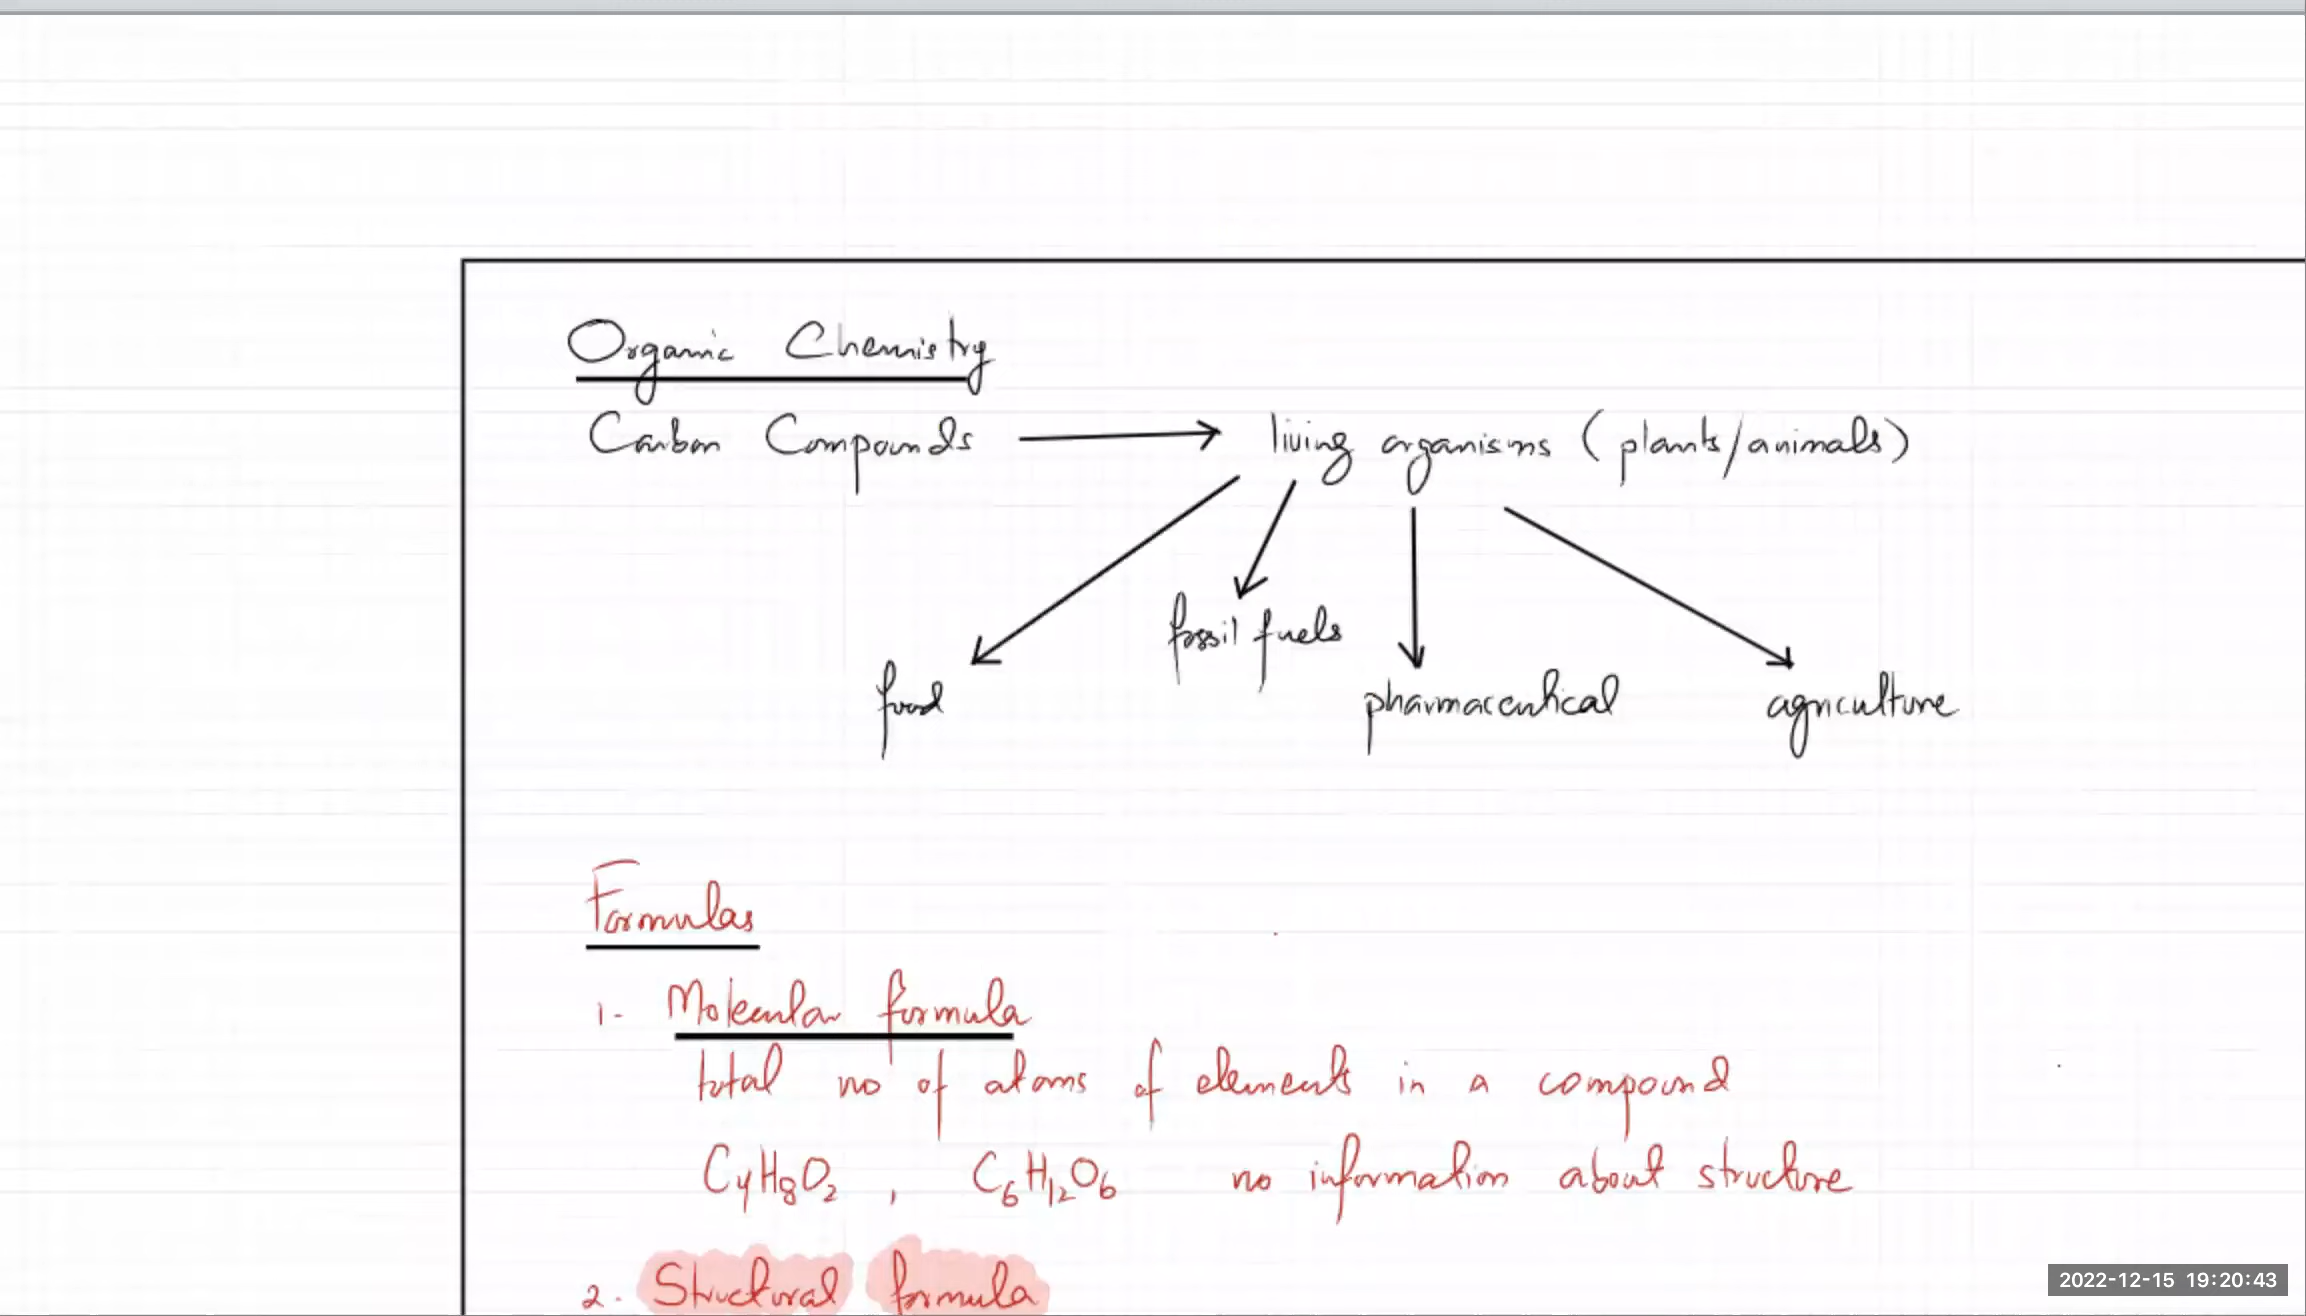 Organic Chemistry
Carbon Compounds → living organisms (plants/animals)
fossil fuels
food pharmaceutical agriculture
Formulas
1. Molecular formula
total no of atoms of elements in a compound
C₄H₈O₂ , C₆H₁₂O₆ no information about structure
2. Structural formula
2022-12-15 19:20:43